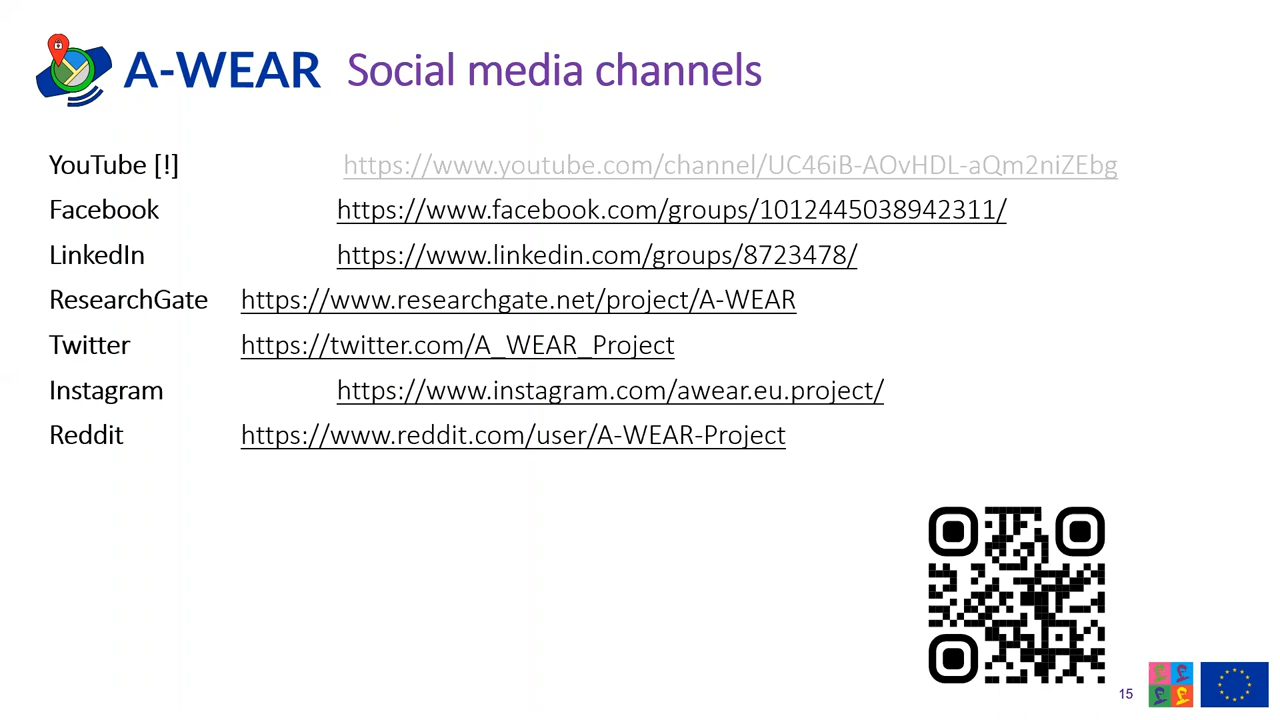 A-WEAR Social media channels
YouTube [!] https://www.youtube.com/channel/UC46iB-AOvHDL-aQm2niZEbg
Facebook https://www.facebook.com/groups/1012445038942311/
LinkedIn https://www.linkedin.com/groups/8723478/
ResearchGate https://www.researchgate.net/project/A-WEAR
Twitter https://twitter.com/A_WEAR_Project
Instagram https://www.instagram.com/awear.eu.project/
Reddit https://www.reddit.com/user/A-WEAR-Project
15